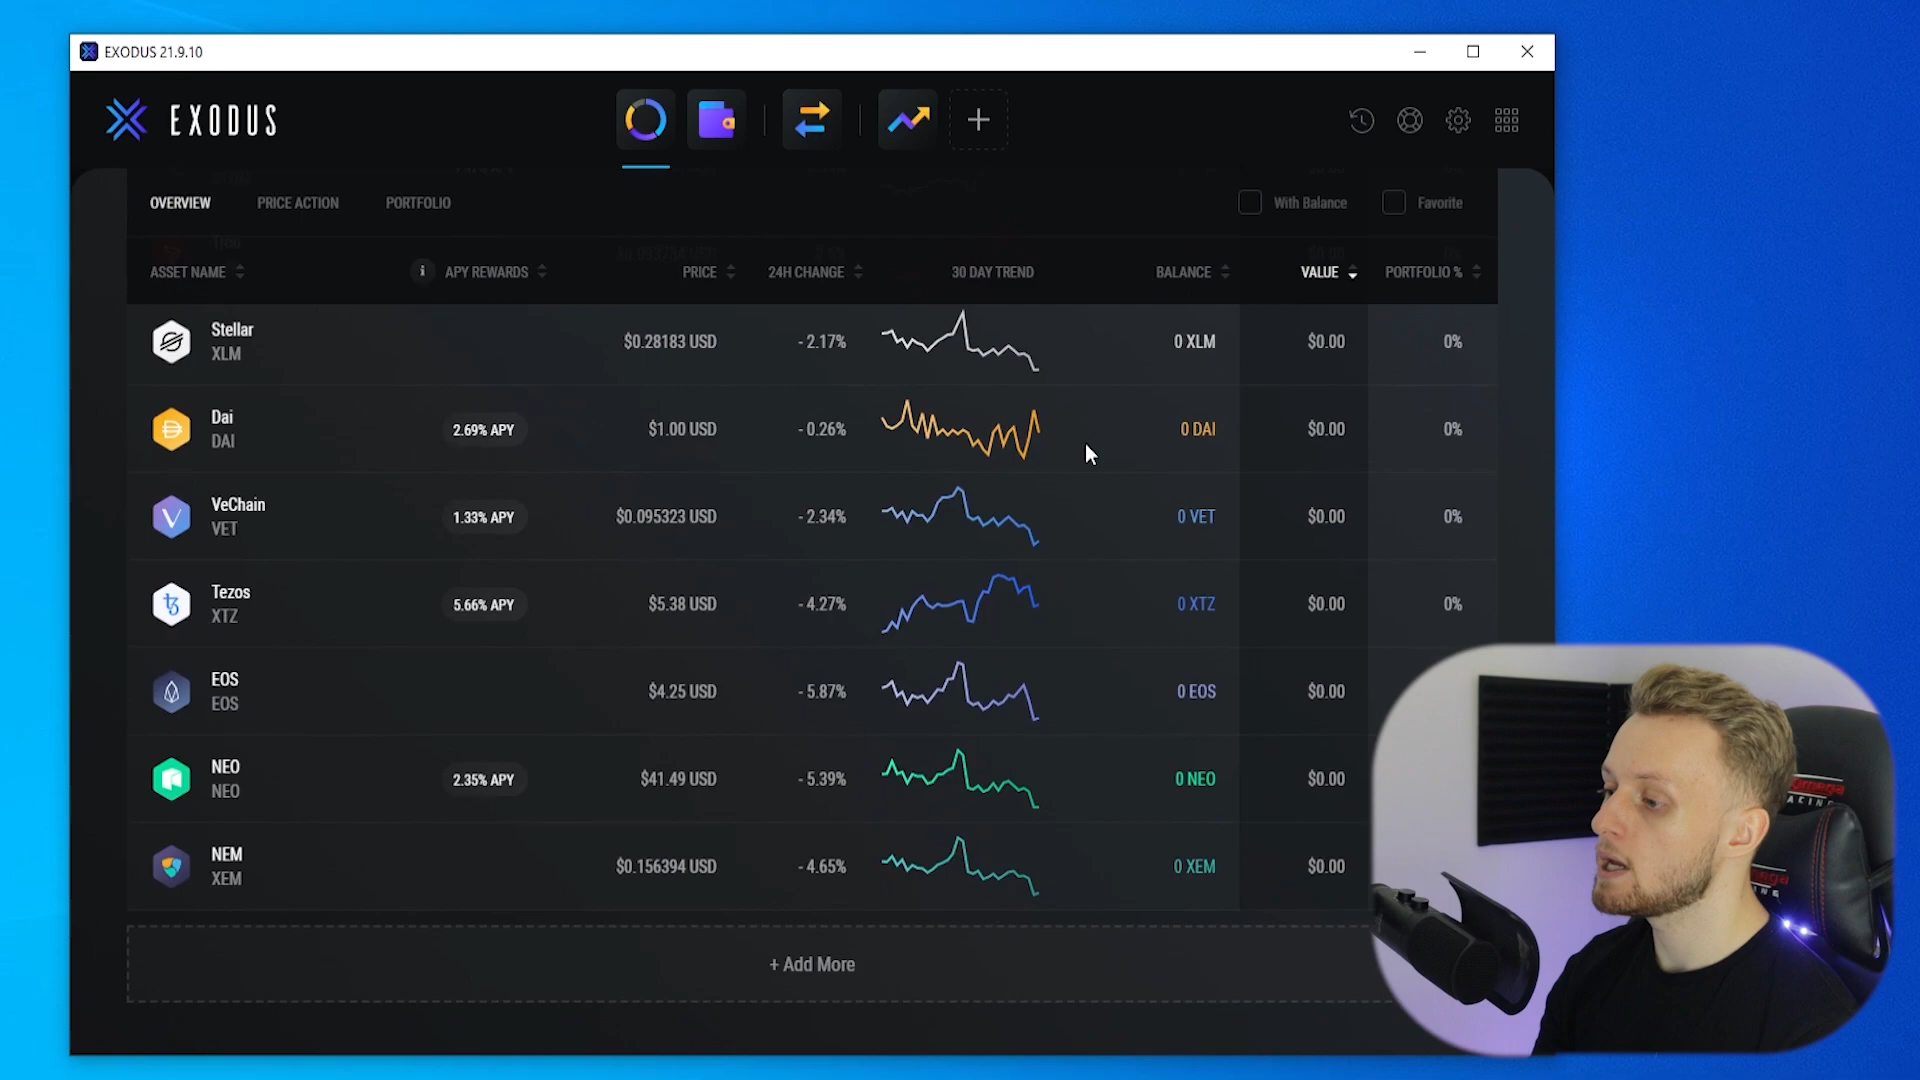 EXODUS 21.9.10
EXODUS
OVERVIEW PRICE ACTION PORTFOLIO With Balance Favorite
ASSET NAME i APY REWARDS PRICE 24H CHANGE 30 DAY TREND BALANCE VALUE PORTFOLIO %
Stellar
XLM
$0.28183 USD - 2.17% 0 XLM $0.00 0%
Dai
DAI
2.69% APY $1.00 USD - 0.26% 0 DAI $0.00 0%
VeChain
VET
1.33% APY $0.095323 USD - 2.34% 0 VET $0.00 0%
Tezos
XTZ
5.66% APY $5.38 USD - 4.27% 0 XTZ $0.00 0%
EOS
EOS
$4.25 USD - 5.87% 0 EOS $0.00
NEO
NEO
2.35% APY $41.49 USD - 5.39% 0 NEO $0.00
NEM
XEM
$0.156394 USD - 4.65% 0 XEM $0.00
+ Add More